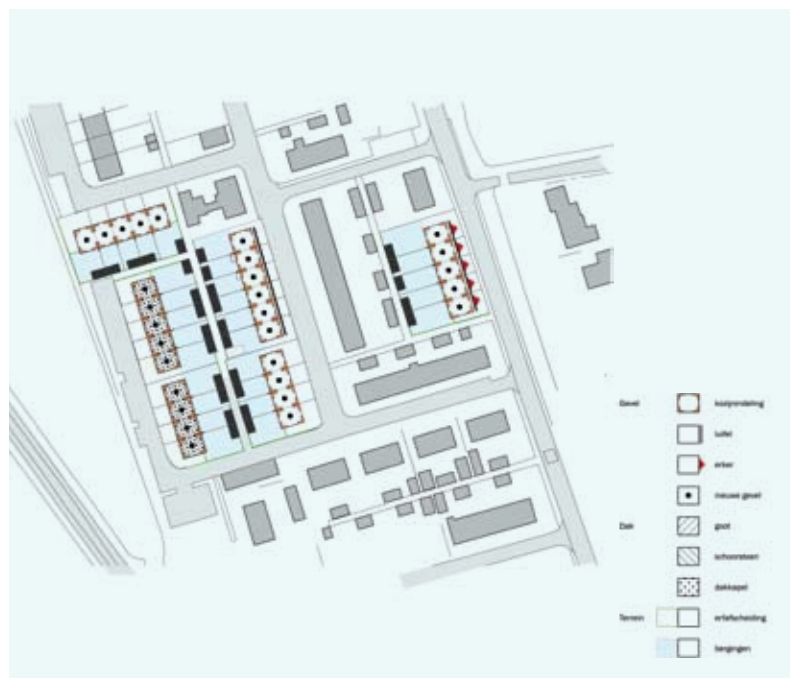 Gevel kozijnindeling
luifel
erker
nieuwe gevel
Dak goot
schoorsteen
dakkapel
Terrein erfafscheiding
bergingen